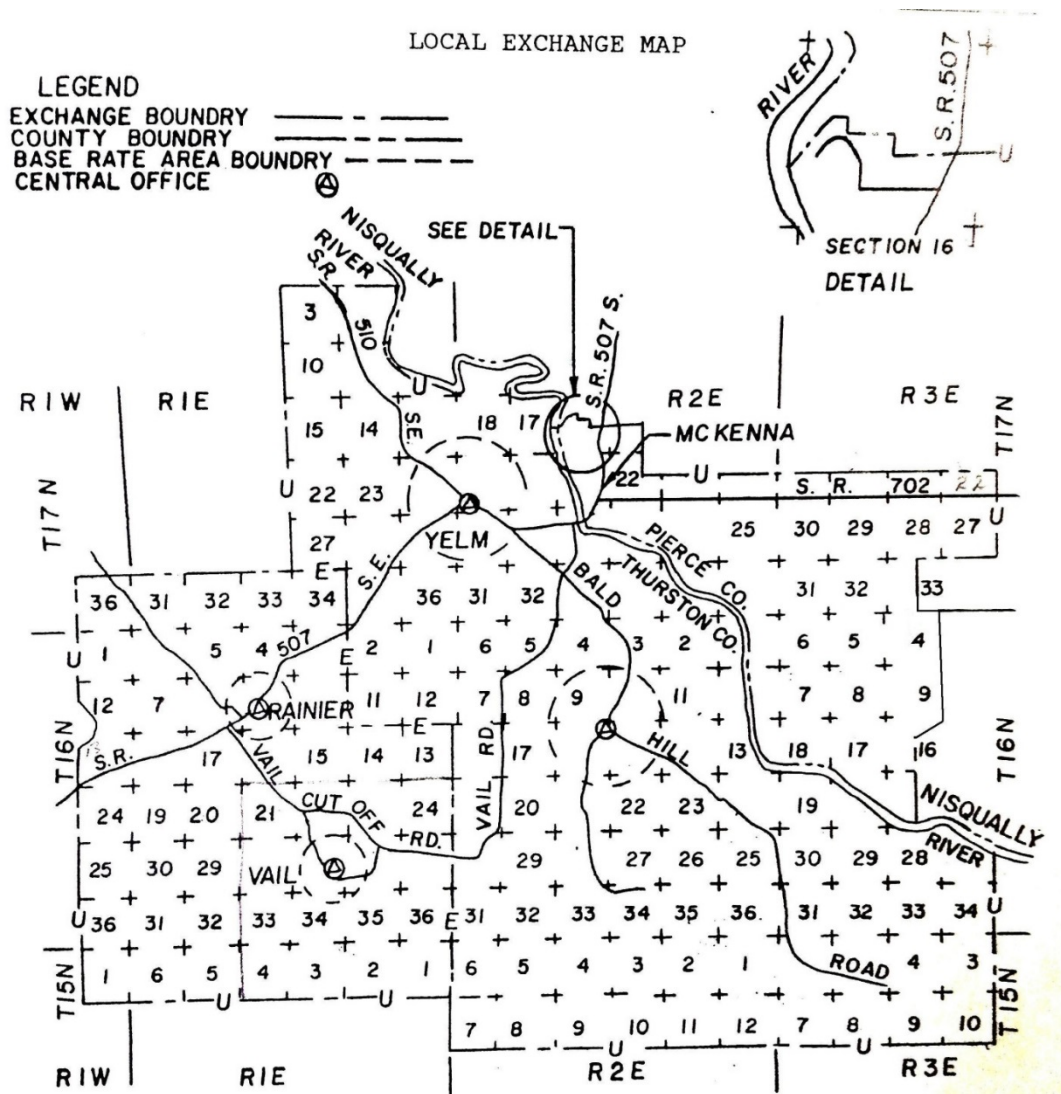 LOCAL EXCHANGE MAP
LEGEND
EXCHANGE BOUNDRY
COUNTY BOUNDRY
BASE RATE AREA BOUNDRY
CENTRAL OFFICE
RIVER
S.R.507
U
SECTION 16
DETAIL
NISQUALLY
RIVER
SEE DETAIL
S.R.
510
S.E.
3
10
U
S.R. 507 S.
R1W
R1E
R2E
R3E
T17N
15
14
18
17
MCKENNA
U
22
S. R. 702
22
U
22
23
U
T17N
YELM
25
30
29
28
27
27
E
S.E.
PIERCE CO.
THURSTON CO.
BALD
36
31
32
33
34
36
31
32
31
32
33
U
1
5
4
507
E
2
1
6
5
4
3
2
6
5
4
12
7
RAINIER
11
12
7
8
9
11
7
8
9
T16N
S.R.
17
VAIL
15
14
13
E
VAIL RD.
17
HILL
13
18
17
16
T16N
24
19
20
21
CUT OFF
RD.
24
20
22
23
19
NISQUALLY
RIVER
25
30
29
VAIL
29
27
26
25
30
29
28
U
36
31
32
33
34
35
36
E
31
32
33
34
35
36
31
32
33
34
U
T15N
1
6
5
4
3
2
1
6
5
4
3
2
1
ROAD
4
3
T15N
U
U
7
8
9
10
11
12
7
8
9
10
U
U
R1W
R1E
R2E
R3E